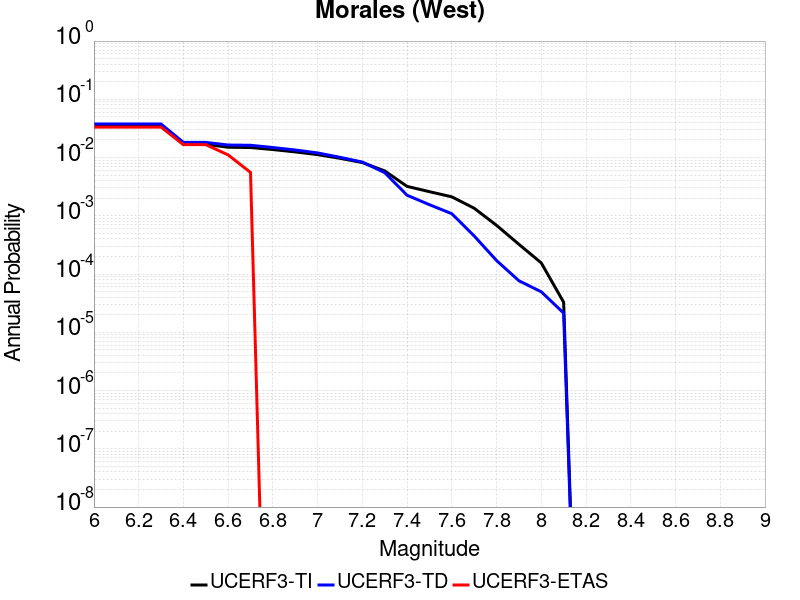 Morales (West)
10^0
10^-1
10^-2
10^-3
10^-4
10^-5
10^-6
10^-7
10^-8
Annual Probability
6 6.2 6.4 6.6 6.8 7 7.2 7.4 7.6 7.8 8 8.2 8.4 8.6 8.8 9
Magnitude
UCERF3-TI UCERF3-TD UCERF3-ETAS